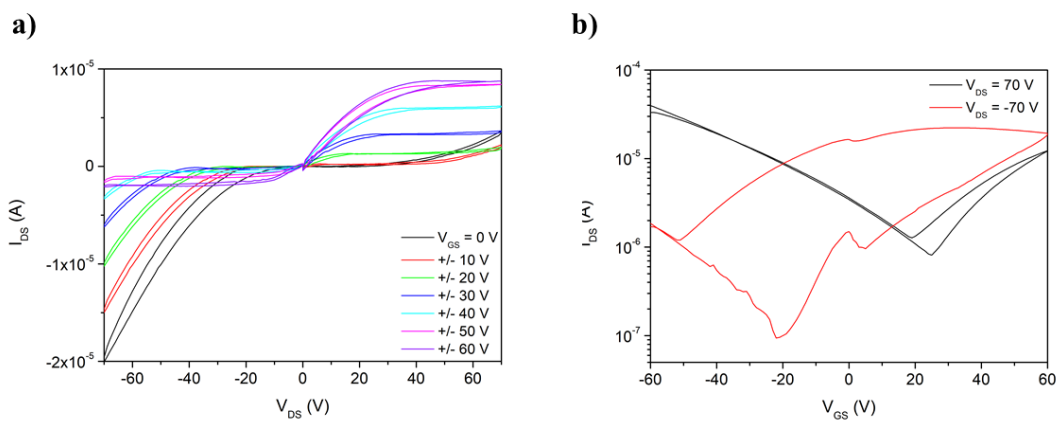 a)
1x10⁻⁵
0
-1x10⁻⁵
-2x10⁻⁵
I_DS (A)
V_GS = 0 V
+/- 10 V
+/- 20 V
+/- 30 V
+/- 40 V
+/- 50 V
+/- 60 V
-60 -40 -20 0 20 40 60
V_DS (V)
b)
10⁻⁴
10⁻⁵
10⁻⁶
10⁻⁷
I_DS (A)
V_DS = 70 V
V_DS = -70 V
-60 -40 -20 0 20 40 60
V_GS (V)